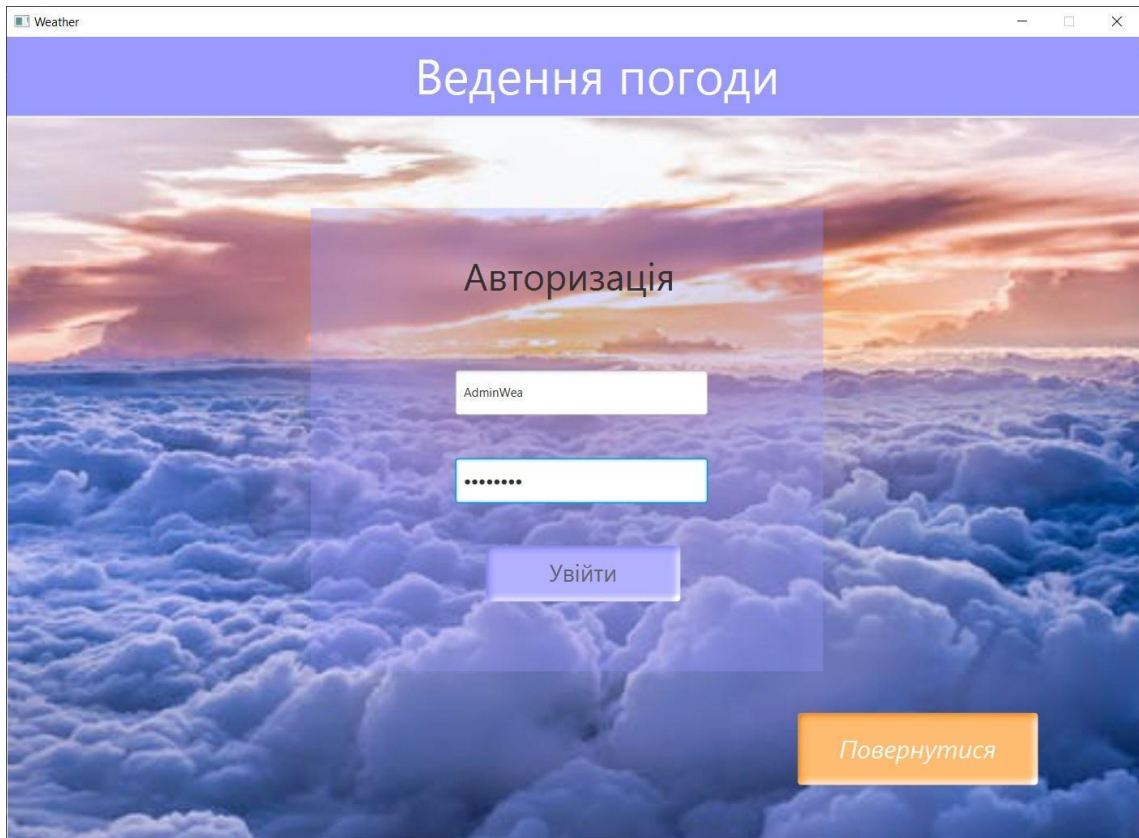 Weather
Ведення погоди
Авторизація
AdminWea
••••••••
Увійти
Повернутися